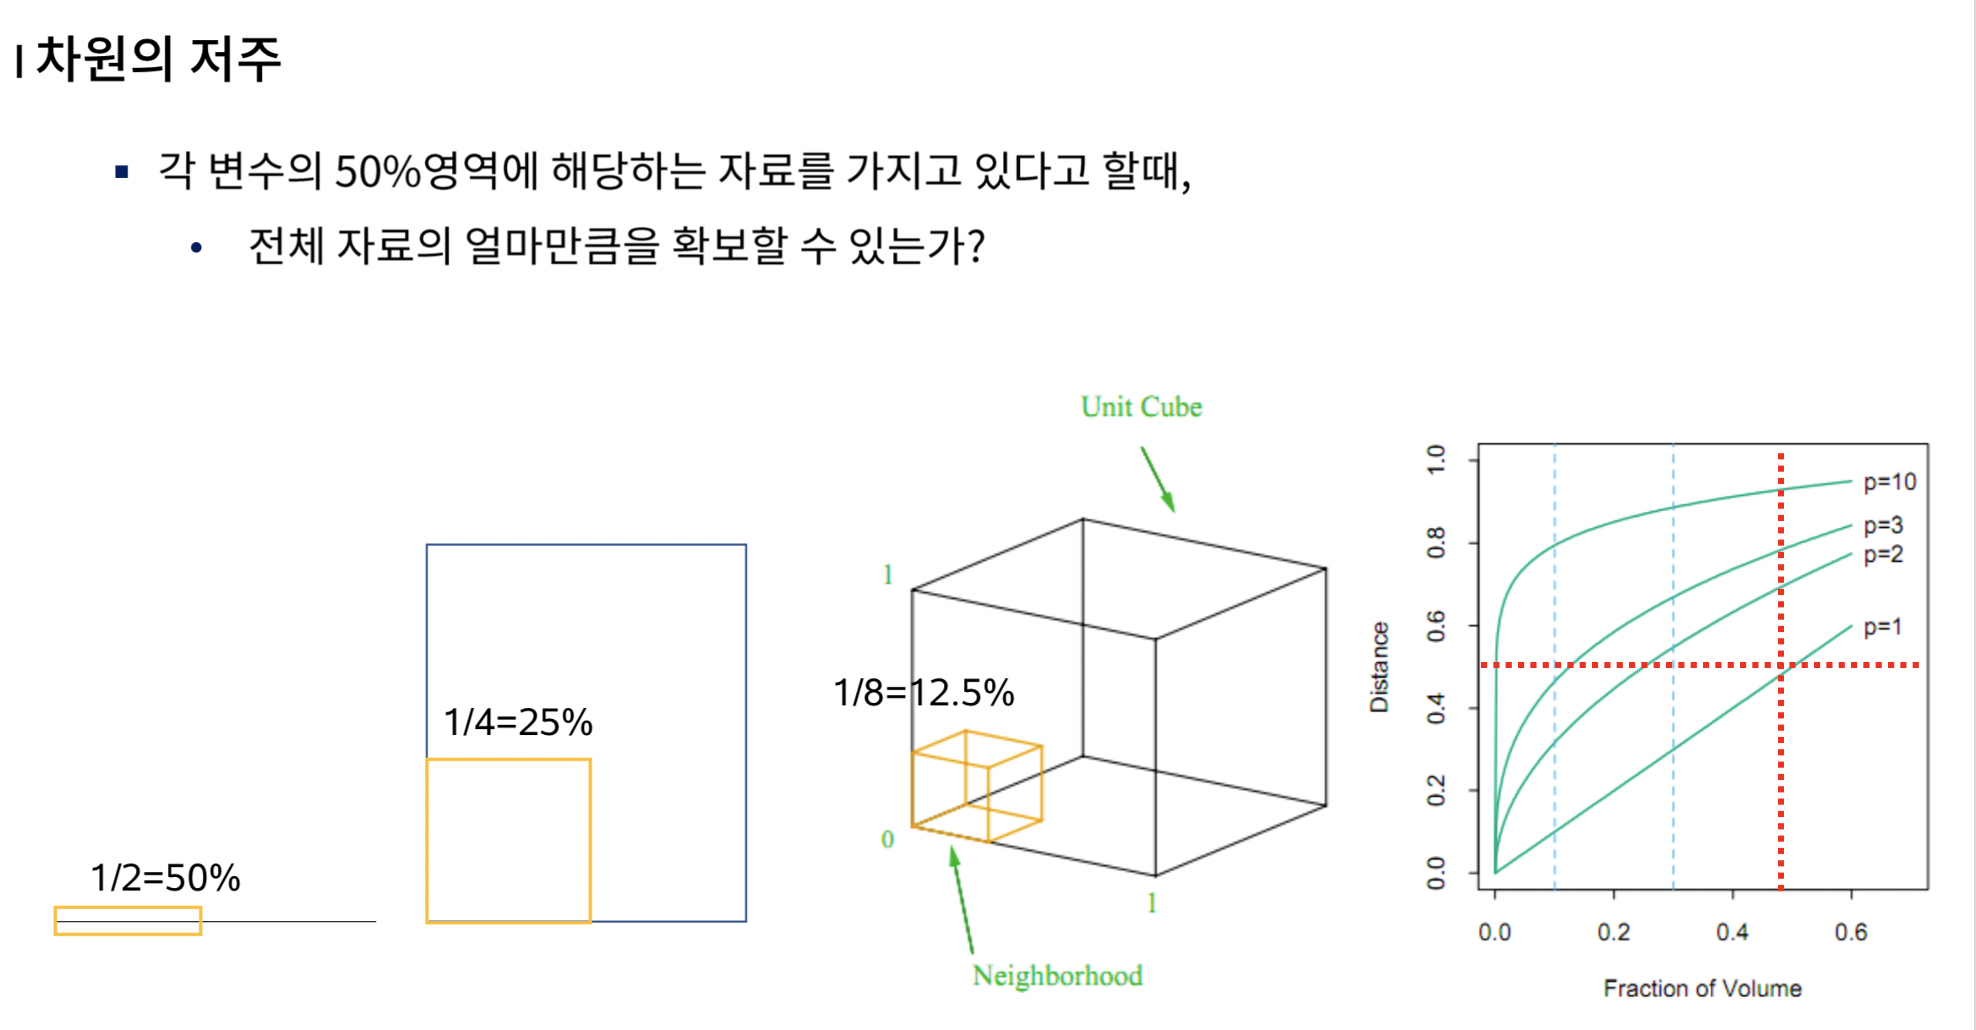 차원의 저주
각 변수의 50%영역에 해당하는 자료를 가지고 있다고 할때,
전체 자료의 얼마만큼을 확보할 수 있는가?
1/2=50%
1/4=25%
Unit Cube
1
1/8=12.5%
0
1
Neighborhood
Distance
1.0
0.8
0.6
0.4
0.2
0.0
p=10
p=3
p=2
p=1
0.0 0.2 0.4 0.6
Fraction of Volume